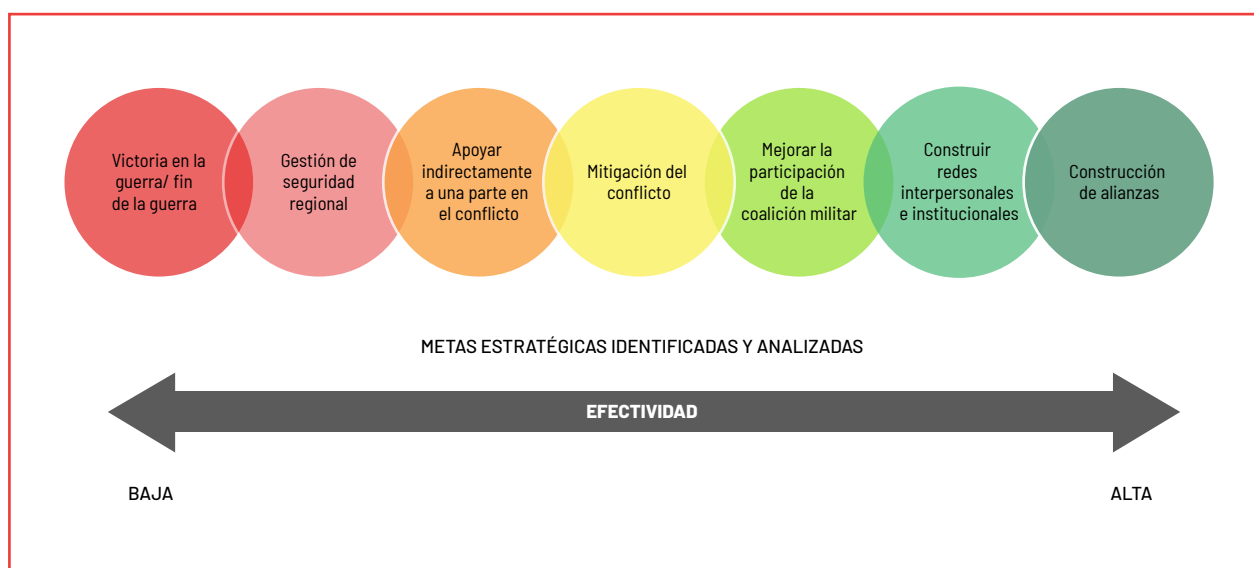 Victoria en la
guerra/ fin
de la guerra
Gestión de
seguridad
regional
Apoyar
indirectamente
a una parte en
el conflicto
Mitigación del
conflicto
Mejorar la
participación
de la
coalición militar
Construir
redes
interpersonales
e institucionales
Construcción
de alianzas
METAS ESTRATÉGICAS IDENTIFICADAS Y ANALIZADAS
EFECTIVIDAD
BAJA
ALTA